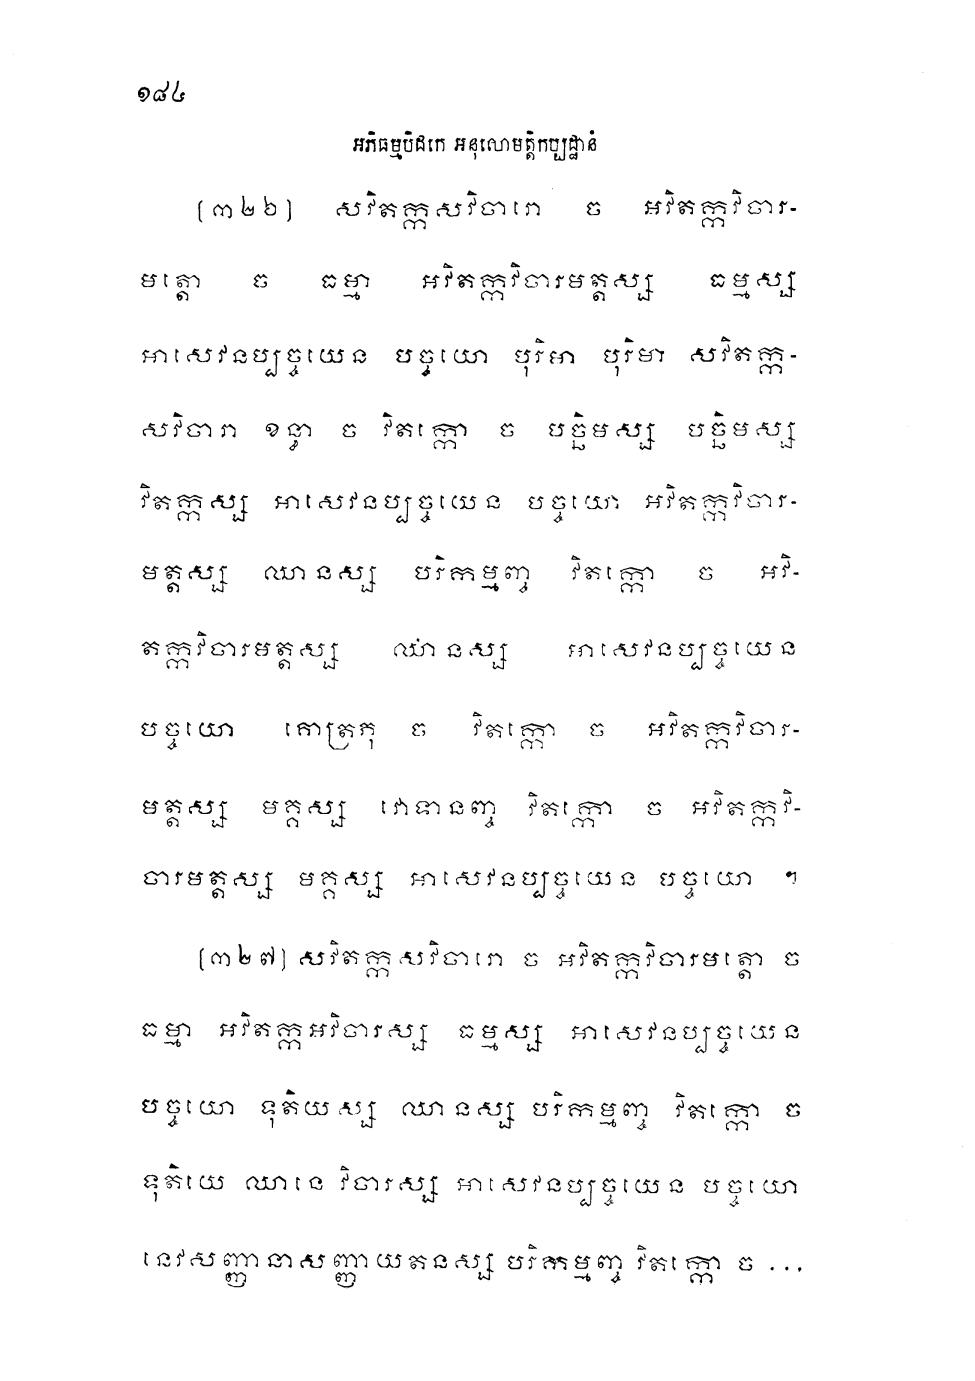 ១៨៤
អភិធម្មបិដកេ អនុលោមត្តិកប្បដ្ឋានំ
(៣២៦) សវិតក្កសវិចារោ ច អវិតក្កវិចារ-
មត្តោ ច ធម្មា អវិតក្កវិចារមត្តស្ស ធម្មស្ស
អាសេវនប្បច្ចយេន បច្ចយោ បុរិមា បុរិមា សវិតក្ក-
សវិចារា ខន្ធា ច វិតក្កោ ច បច្ឆិមស្ស បច្ឆិមស្ស
វិតក្កស្ស អាសេវនប្បច្ចយេន បច្ចយោ អវិតក្កវិចារ-
មត្តស្ស ឈានស្ស បរិកម្មញ្ច វិតក្កោ ច អវិ-
តក្កវិចារមត្តស្ស ឈានស្ស អាសេវនប្បច្ចយេន
បច្ចយោ គោត្រភុ ច វិតក្កោ ច អវិតក្កវិចារ-
មត្តស្ស មគ្គស្ស វោទានញ្ច វិតក្កោ ច អវិតក្កវិ-
ចារមត្តស្ស មគ្គស្ស អាសេវនប្បច្ចយេន បច្ចយោ ។
(៣២៧) សវិតក្កសវិចារោ ច អវិតក្កវិចារមត្តោ ច
ធម្មា អវិតក្កអវិចារស្ស ធម្មស្ស អាសេវនប្បច្ចយេន
បច្ចយោ ទុតិយស្ស ឈានស្ស បរិកម្មញ្ច វិតក្កោ ច
ទុតិយេ ឈានេ វិចារស្ស អាសេវនប្បច្ចយេន បច្ចយោ
នេវសញ្ញានាសញ្ញាយតនស្ស បរិកម្មញ្ច វិតក្កោ ច ...